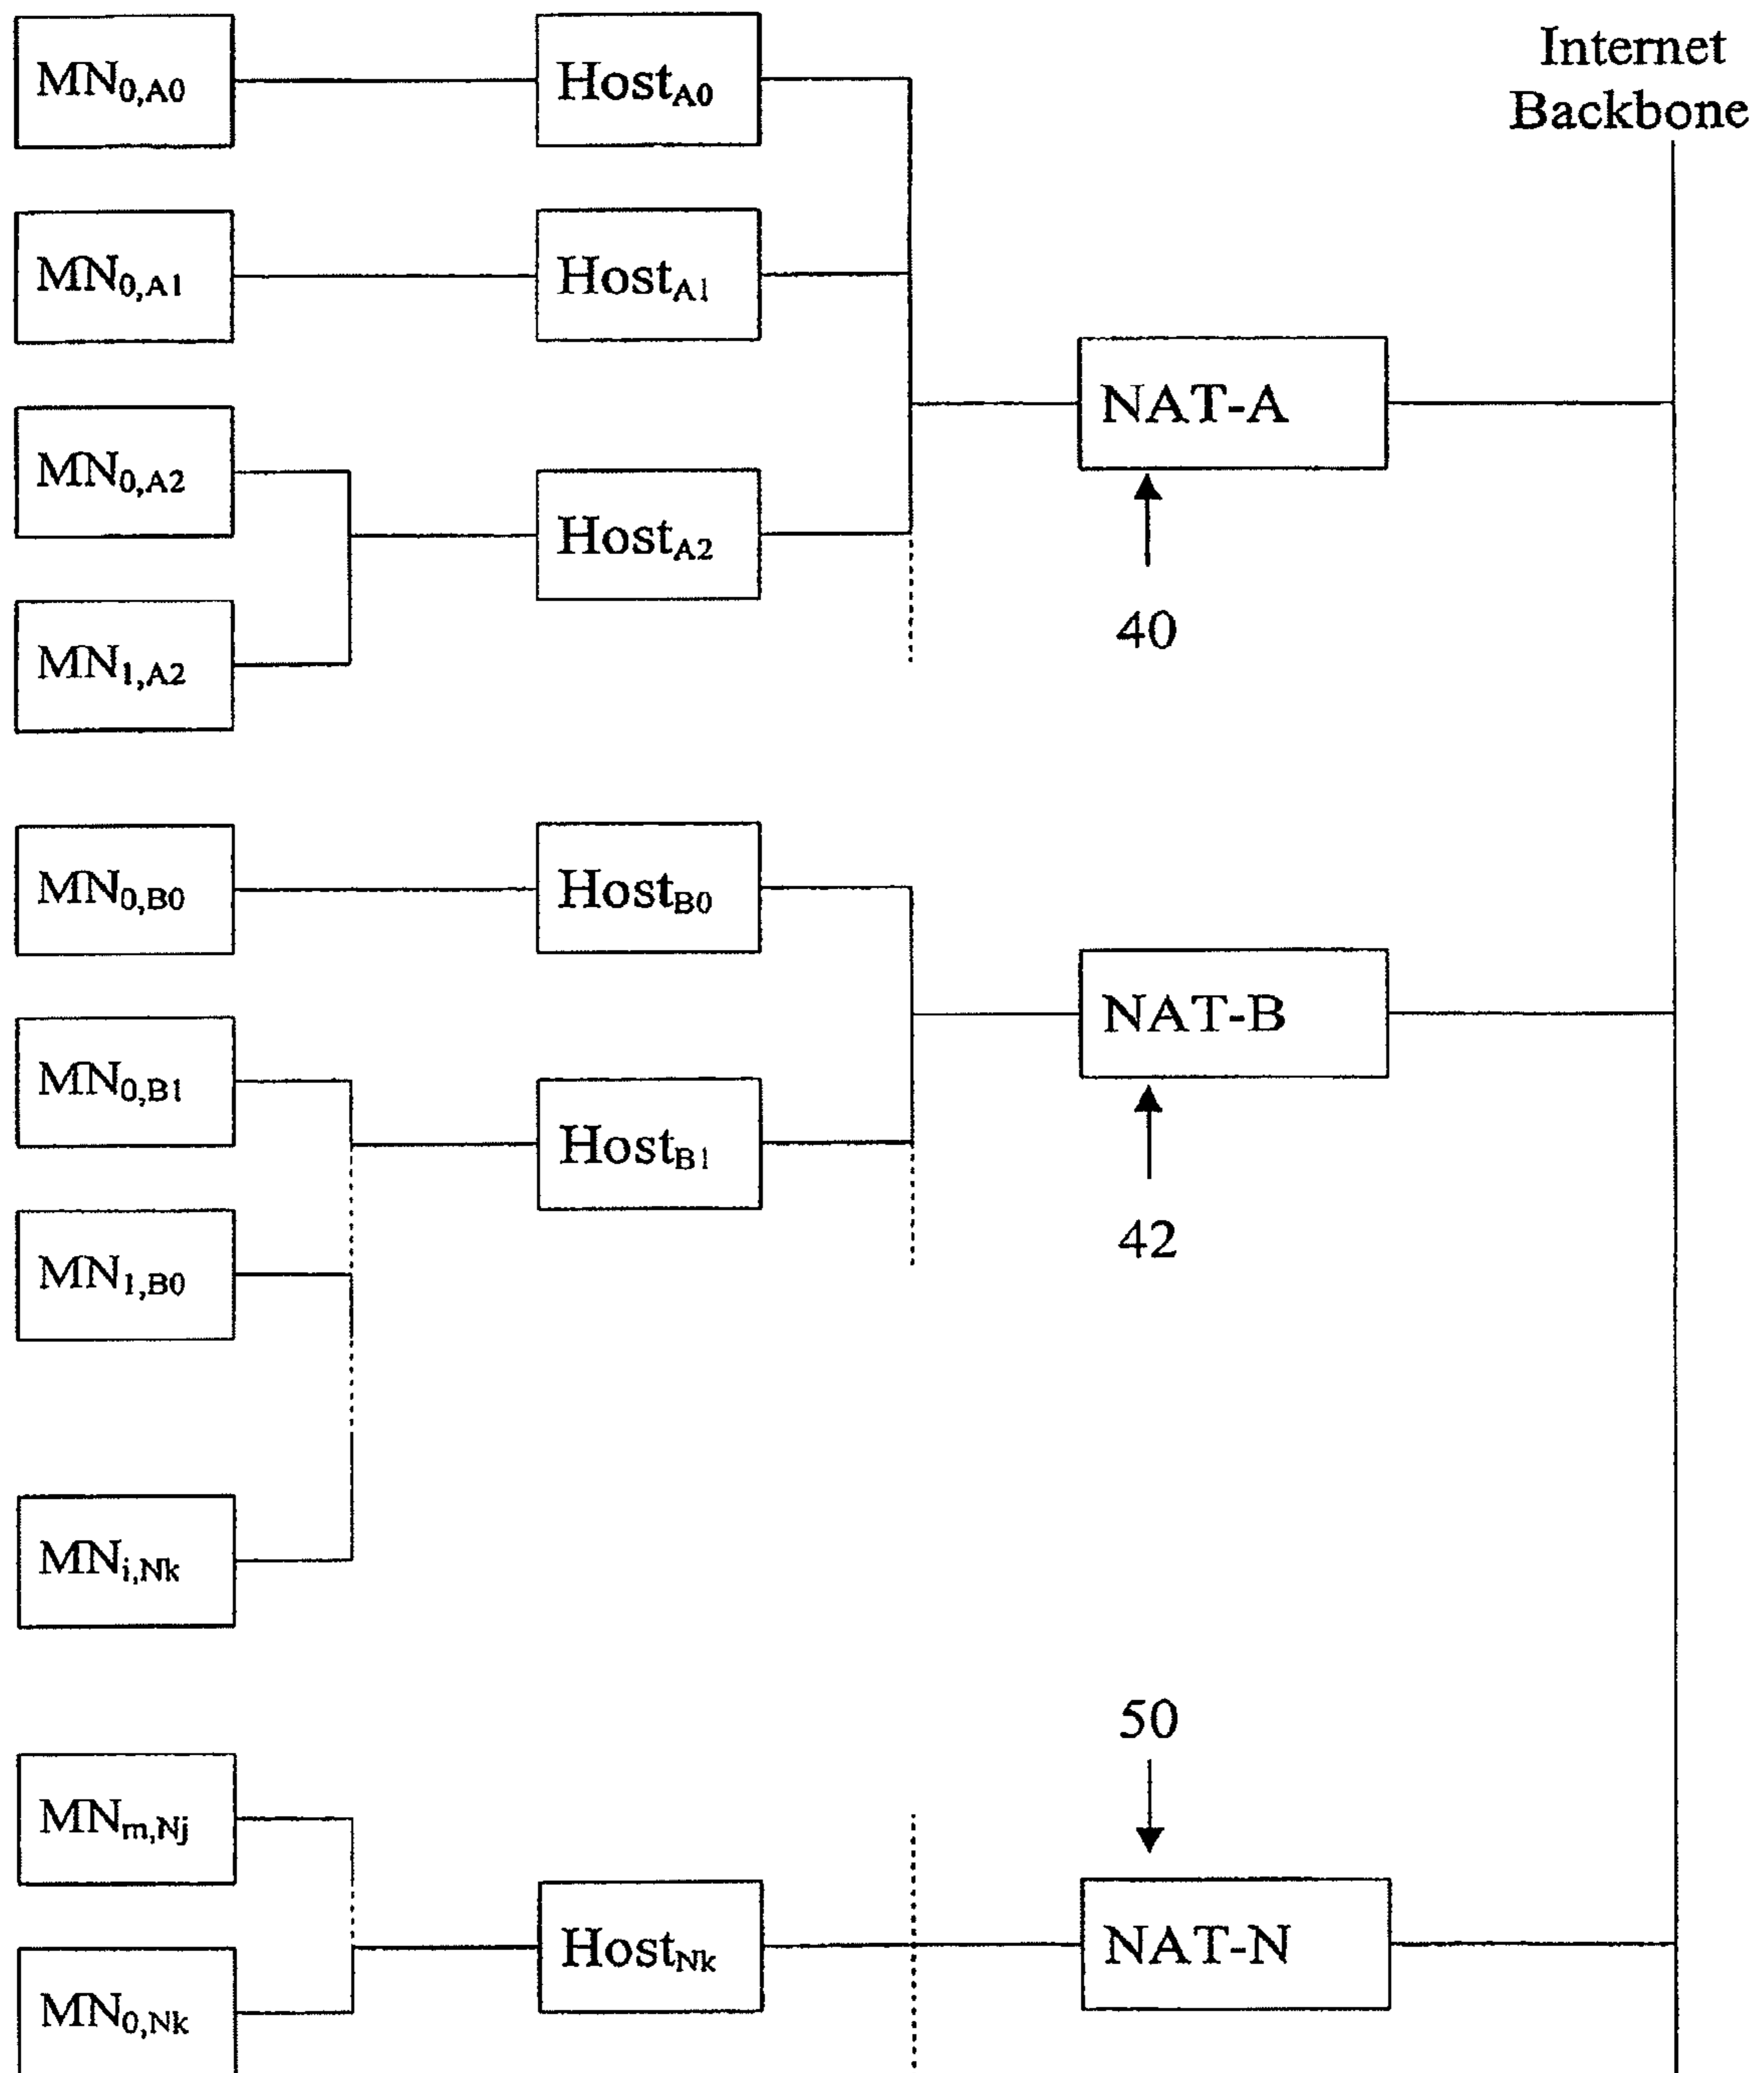 Internet
Backbone
MN0,A0
HostA0
MN0,A1
HostA1
NAT-A
MN0,A2
HostA2
40
MN1,A2
MN0,B0
HostB0
NAT-B
MN0,B1
HostB1
42
MN1,B0
MNi,Nk
50
MNm,Nj
HostNk
NAT-N
MN0,Nk